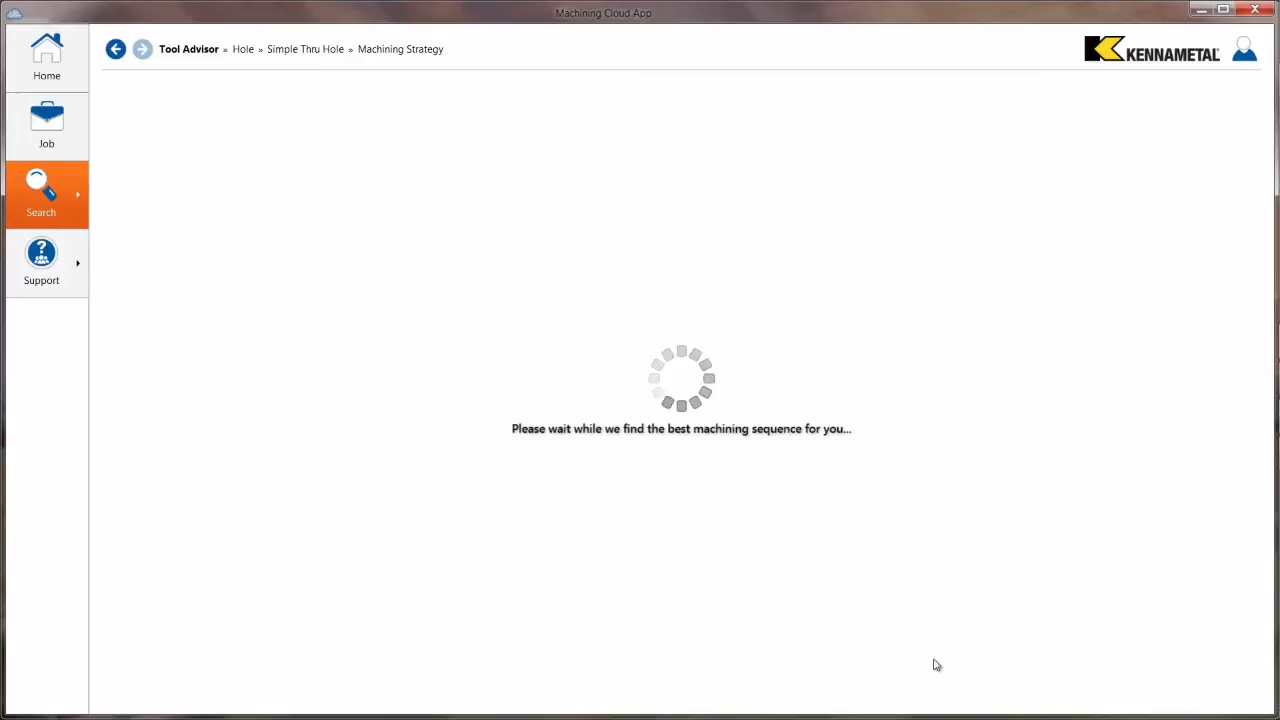 Machining Cloud App
Tool Advisor » Hole » Simple Thru Hole » Machining Strategy
KENNAMETAL
Home
Job
Search
Support
Please wait while we find the best machining sequence for you...